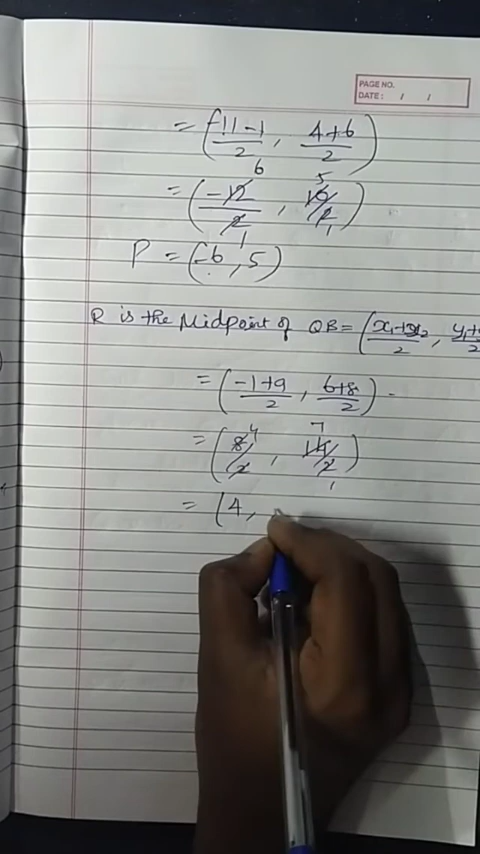 PAGE NO.
DATE: / /
= (-11-1/2, 4+6/2)
= (-12/2, 10/2)
P = (-6, 5)
R is the Midpoint of QB = (x₁+x₂/2, y₁+
= (-1+9/2, 6+8/2)
= (8/2, 14/2)
= (4,